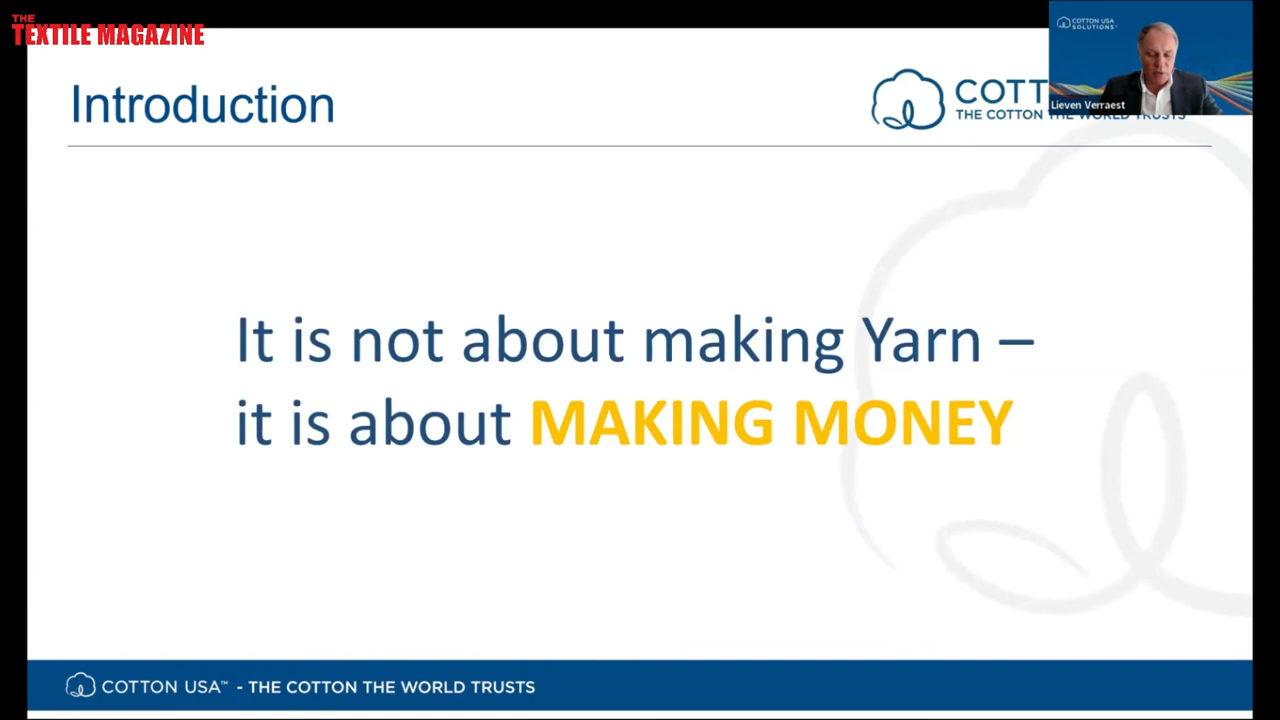 THE
TEXTILE MAGAZINE
COTTON USA
SOLUTIONS™
Lieven Verraest
Introduction
COTT
THE COTTON THE WORLD TRUSTS
It is not about making Yarn –
it is about MAKING MONEY
COTTON USA™ - THE COTTON THE WORLD TRUSTS